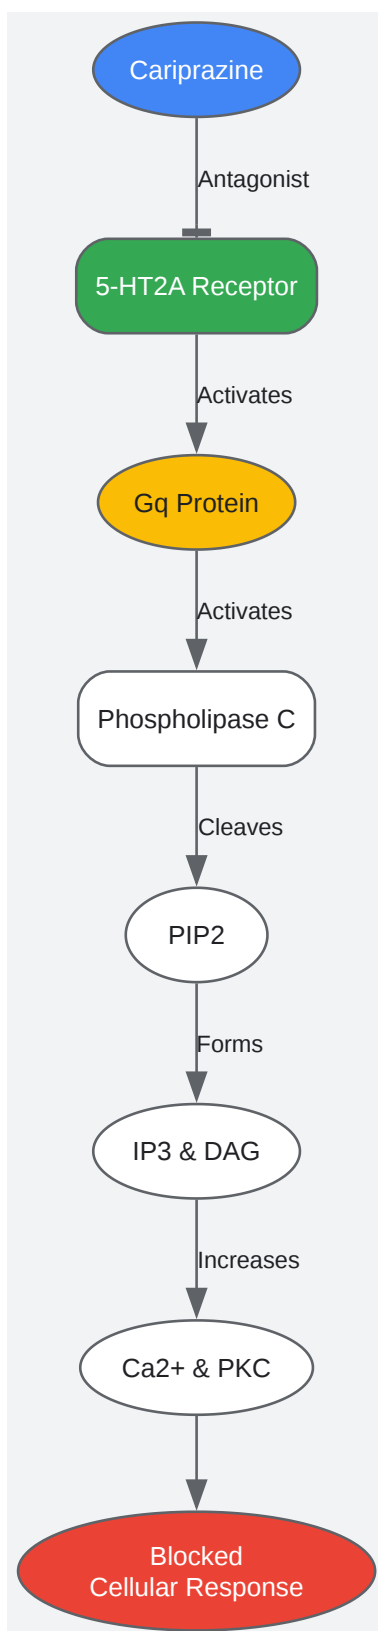 Cariprazine
Antagonist
5-HT2A Receptor
Activates
Gq Protein
Activates
Phospholipase C
Cleaves
PIP2
Forms
IP3 & DAG
Increases
Ca2+ & PKC
Blocked
Cellular Response